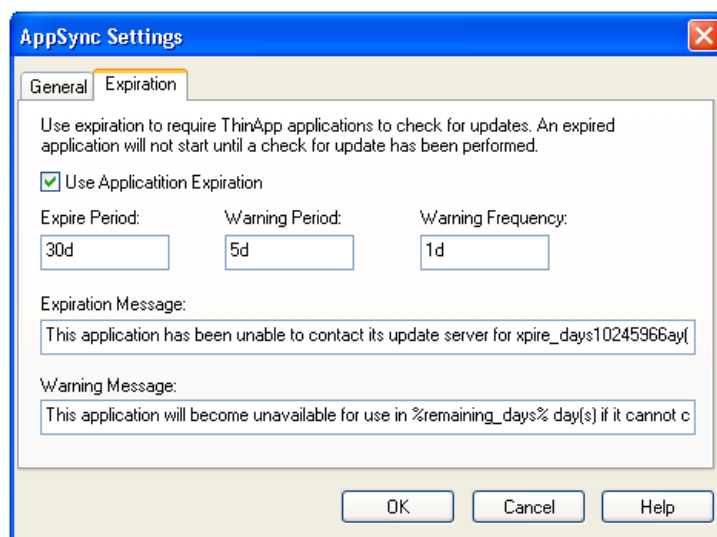 AppSync Settings
General Expiration
Use expiration to require ThinApp applications to check for updates. An expired
application will not start until a check for update has been performed.
Use Applicatition Expiration
Expire Period: Warning Period: Warning Frequency:
30d 5d 1d
Expiration Message:
This application has been unable to contact its update server for xpire_days10245966ay(
Warning Message:
This application will become unavailable for use in %remaining_days% day(s) if it cannot c
OK Cancel Help